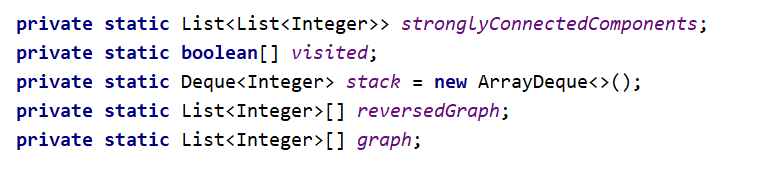 private static List<List<Integer>> stronglyConnectedComponents;
private static boolean[] visited;
private static Deque<Integer> stack = new ArrayDeque<>();
private static List<Integer>[] reversedGraph;
private static List<Integer>[] graph;